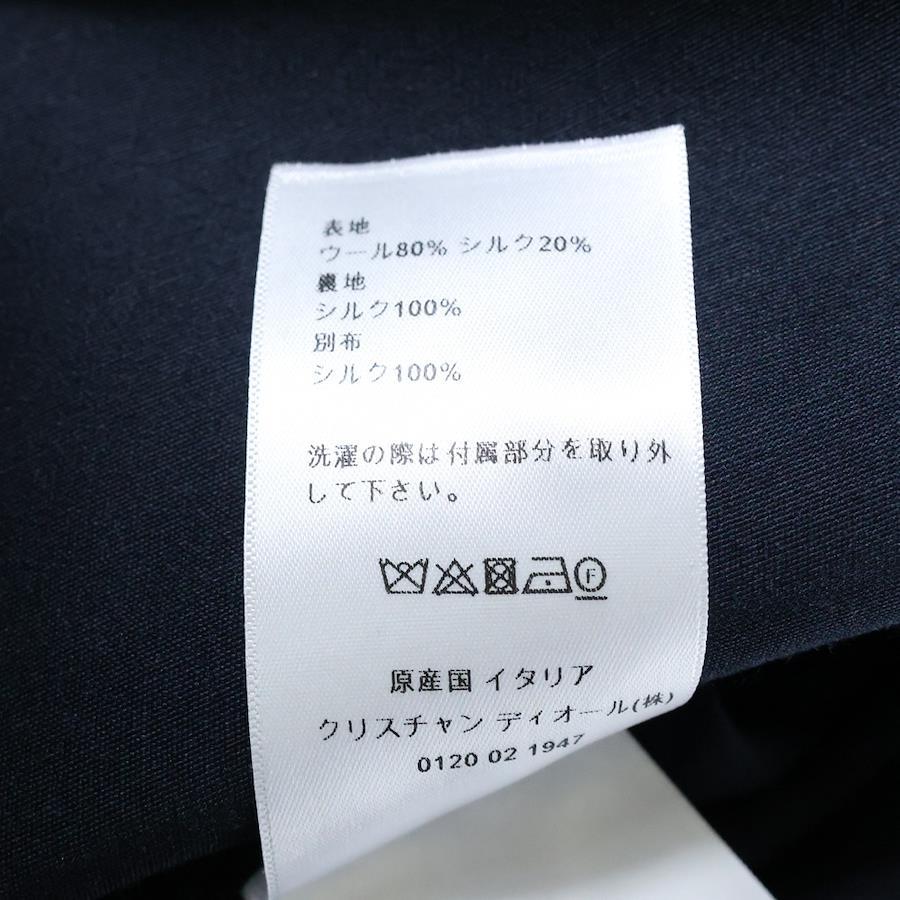 表地
ウール80% シルク20%
裏地
シルク100%
別布
シルク100%
洗濯の際は付属部分を取り外
して下さい。
F
原産国 イタリア
クリスチャン ディオール(株)
0120 02 1947